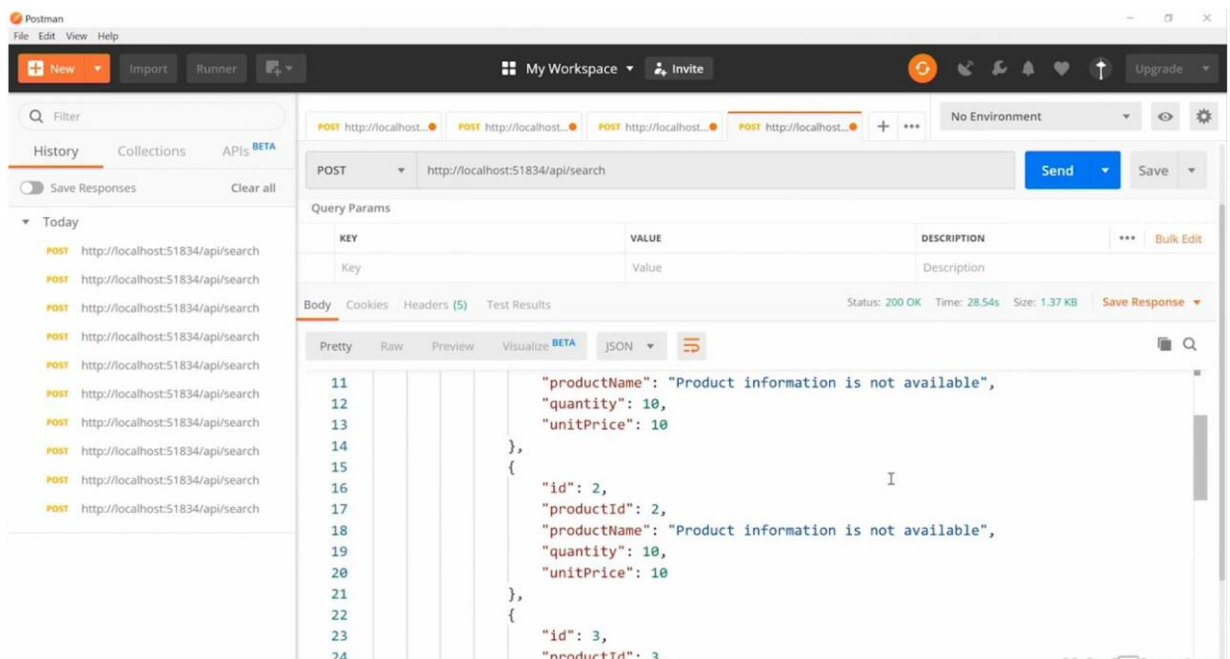 Postman
File Edit View Help
New Import Runner My Workspace Invite Upgrade
Filter
History Collections APIs BETA
Save Responses Clear all
Today
POST http://localhost:51834/api/search
POST http://localhost:51834/api/search
POST http://localhost:51834/api/search
POST http://localhost:51834/api/search
POST http://localhost:51834/api/search
POST http://localhost:51834/api/search
POST http://localhost:51834/api/search
POST http://localhost:51834/api/search
POST http://localhost:51834/api/search
POST http://localhost:51834/api/search
POST http://localhost... POST http://localhost... POST http://localhost... POST http://localhost... + ••• No Environment
POST http://localhost:51834/api/search Send Save
Query Params
KEY VALUE DESCRIPTION ••• Bulk Edit
Key Value Description
Body Cookies Headers (5) Test Results Status: 200 OK Time: 28.54s Size: 1.37 KB Save Response
Pretty Raw Preview Visualize BETA JSON
11 "productName": "Product information is not available",
12 "quantity": 10,
13 "unitPrice": 10
14 },
15 {
16 "id": 2,
17 "productId": 2,
18 "productName": "Product information is not available",
19 "quantity": 10,
20 "unitPrice": 10
21 },
22 {
23 "id": 3,
24 "productId": 3,